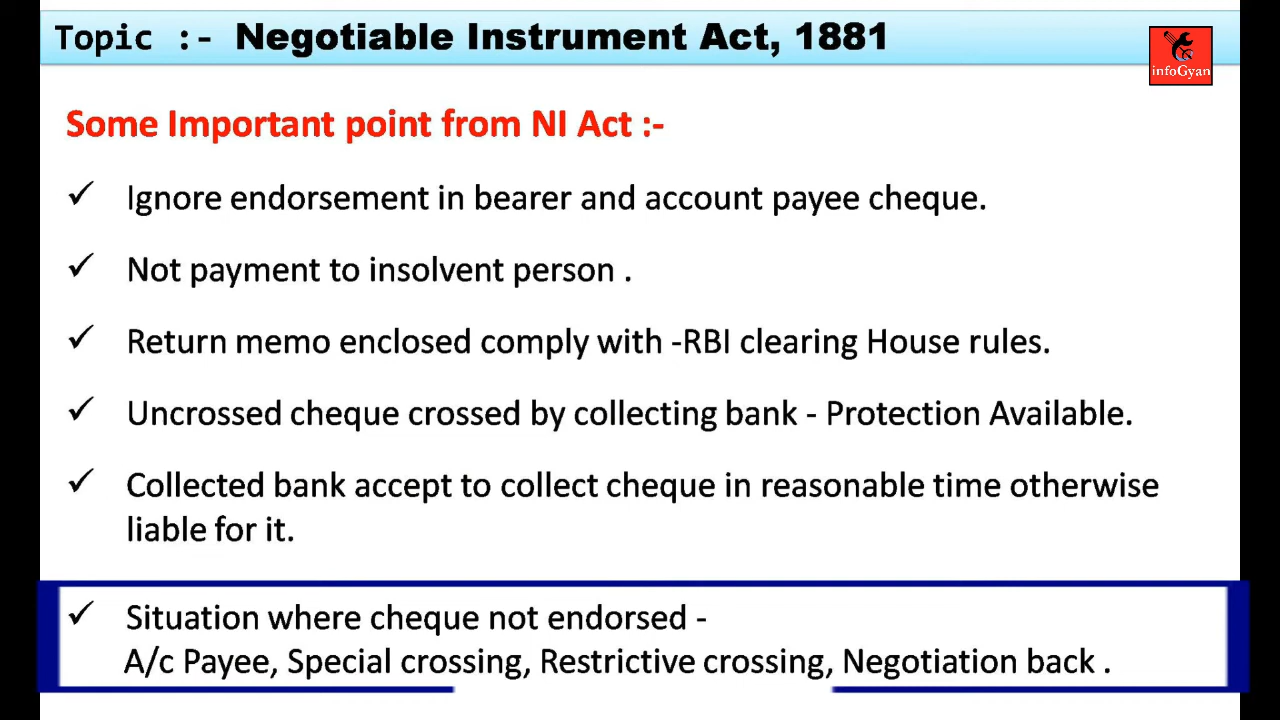 Topic :- Negotiable Instrument Act, 1881
infoGyan
Some Important point from NI Act :-
✓ Ignore endorsement in bearer and account payee cheque.
✓ Not payment to insolvent person .
✓ Return memo enclosed comply with -RBI clearing House rules.
✓ Uncrossed cheque crossed by collecting bank - Protection Available.
✓ Collected bank accept to collect cheque in reasonable time otherwise
liable for it.
✓ Situation where cheque not endorsed -
A/c Payee, Special crossing, Restrictive crossing, Negotiation back .